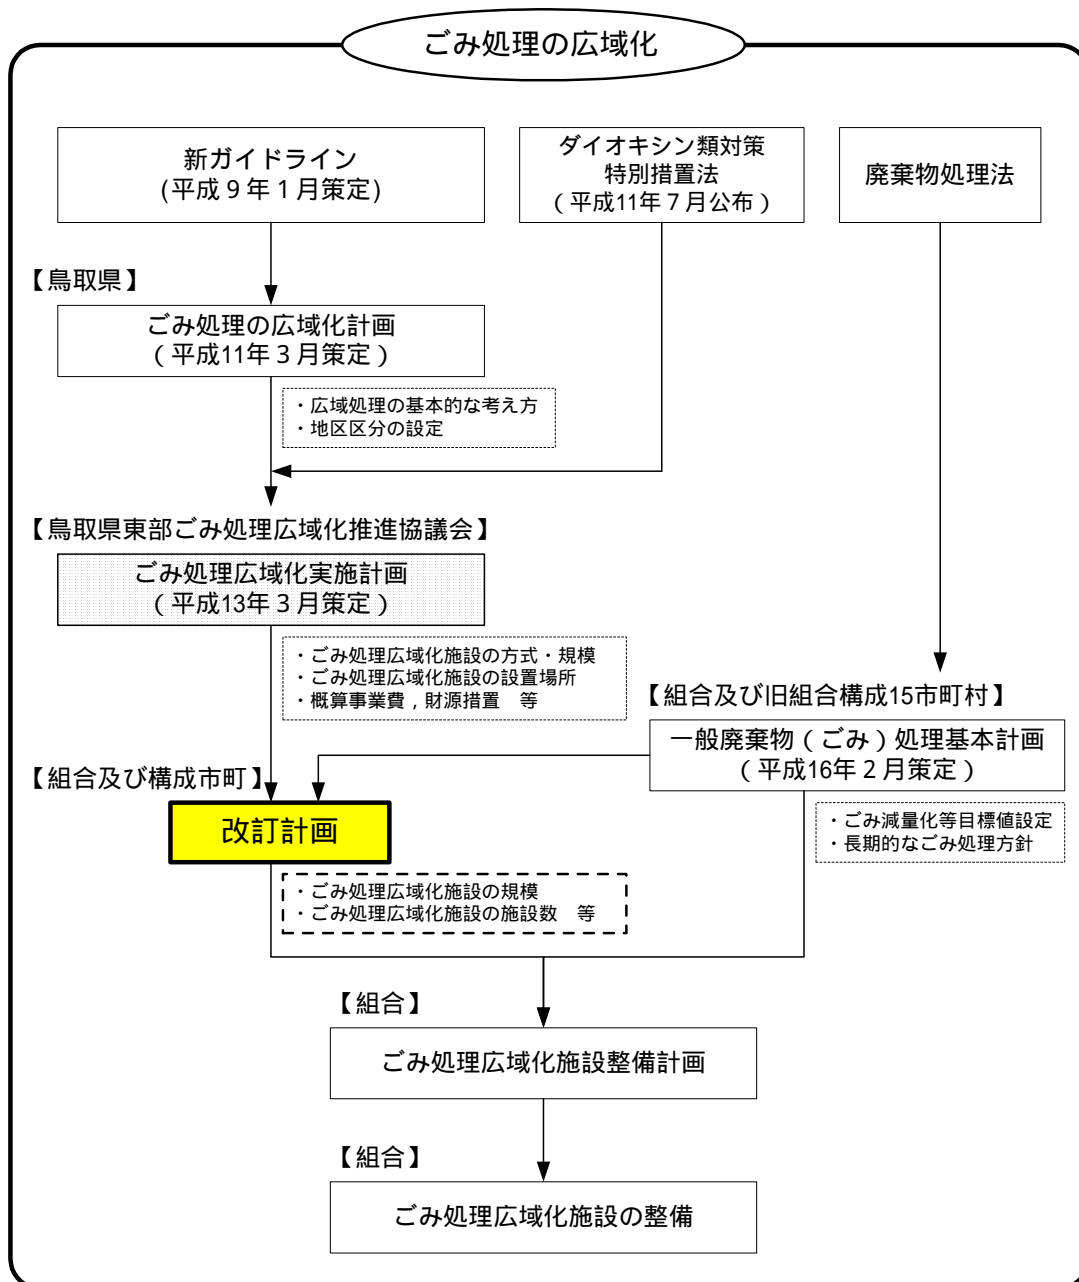 ごみ処理の広域化
新ガイドライン
(平成9年1月策定)
ダイオキシン類対策
特別措置法
(平成11年7月公布)
廃棄物処理法
【鳥取県】
ごみ処理の広域化計画
(平成11年3月策定)
・広域処理の基本的な考え方
・地区区分の設定
【鳥取県東部ごみ処理広域化推進協議会】
ごみ処理広域化実施計画
(平成13年3月策定)
・ごみ処理広域化施設の方式・規模
・ごみ処理広域化施設の設置場所
・概算事業費,財源措置 等
【組合及び旧組合構成15市町村】
一般廃棄物(ごみ)処理基本計画
(平成16年2月策定)
・ごみ減量化等目標値設定
・長期的なごみ処理方針
【組合及び構成市町】
改訂計画
・ごみ処理広域化施設の規模
・ごみ処理広域化施設の施設数 等
【組合】
ごみ処理広域化施設整備計画
【組合】
ごみ処理広域化施設の整備